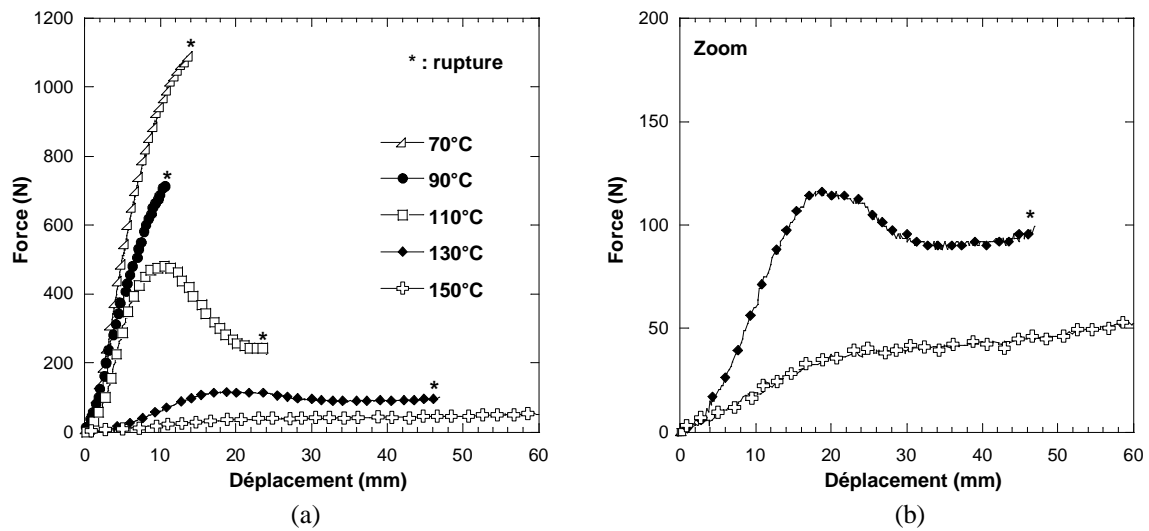 1200
1000
800
600
400
200
0
0 10 20 30 40 50 60
Force (N)
Déplacement (mm)
* : rupture
70°C
90°C
110°C
130°C
150°C
*
*
*
*
(a)
200
150
100
50
0
0 10 20 30 40 50 60
Force (N)
Déplacement (mm)
Zoom
*
(b)